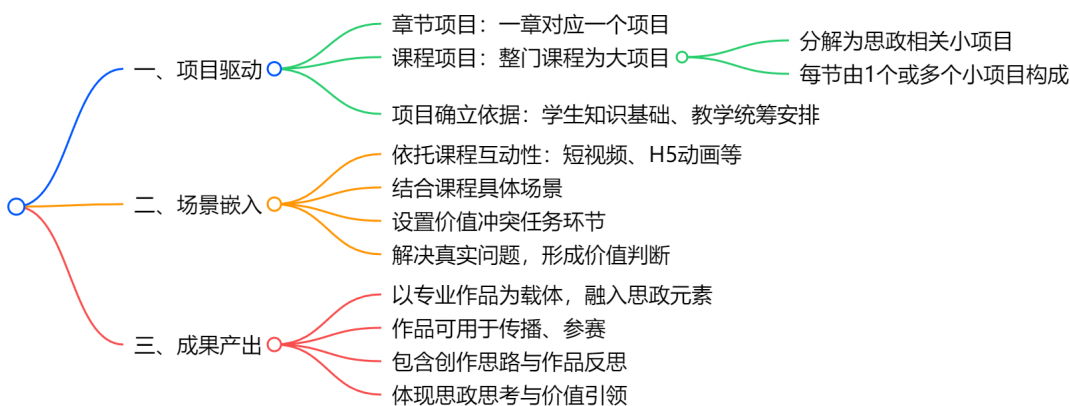 一、项目驱动
章节项目：一章对应一个项目
课程项目：整门课程为大项目
分解为思政相关小项目
每节由1个或多个小项目构成
项目确立依据：学生知识基础、教学统筹安排
二、场景嵌入
依托课程互动性：短视频、H5动画等
结合课程具体场景
设置价值冲突任务环节
解决真实问题，形成价值判断
三、成果产出
以专业作品为载体，融入思政元素
作品可用于传播、参赛
包含创作思路与作品反思
体现思政思考与价值引领